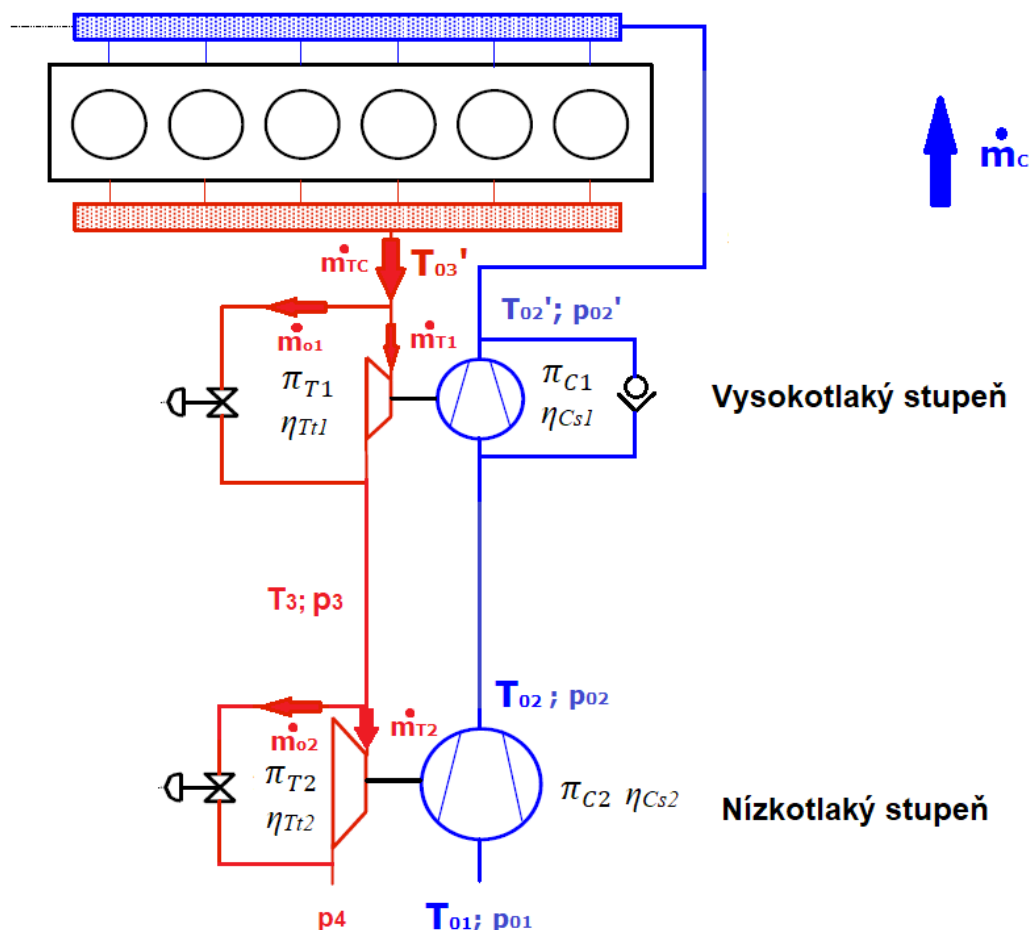 ṁC
ṁTC
T03'
T02'; p02'
ṁo1
ṁT1
πT1
ηTt1
πC1
ηCs1
Vysokotlaký stupeň
T3; p3
T02 ; p02
ṁo2
ṁT2
πT2
ηTt2
πC2 ηCs2
Nízkotlaký stupeň
p4
T01; p01